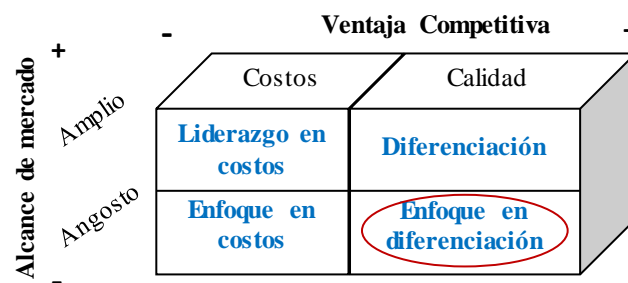 Ventaja Competitiva
- -
+
Costos Calidad
Amplio
Liderazgo en
costos
Diferenciación
Alcance de mercado
Angosto
Enfoque en
costos
Enfoque en
diferenciación
-